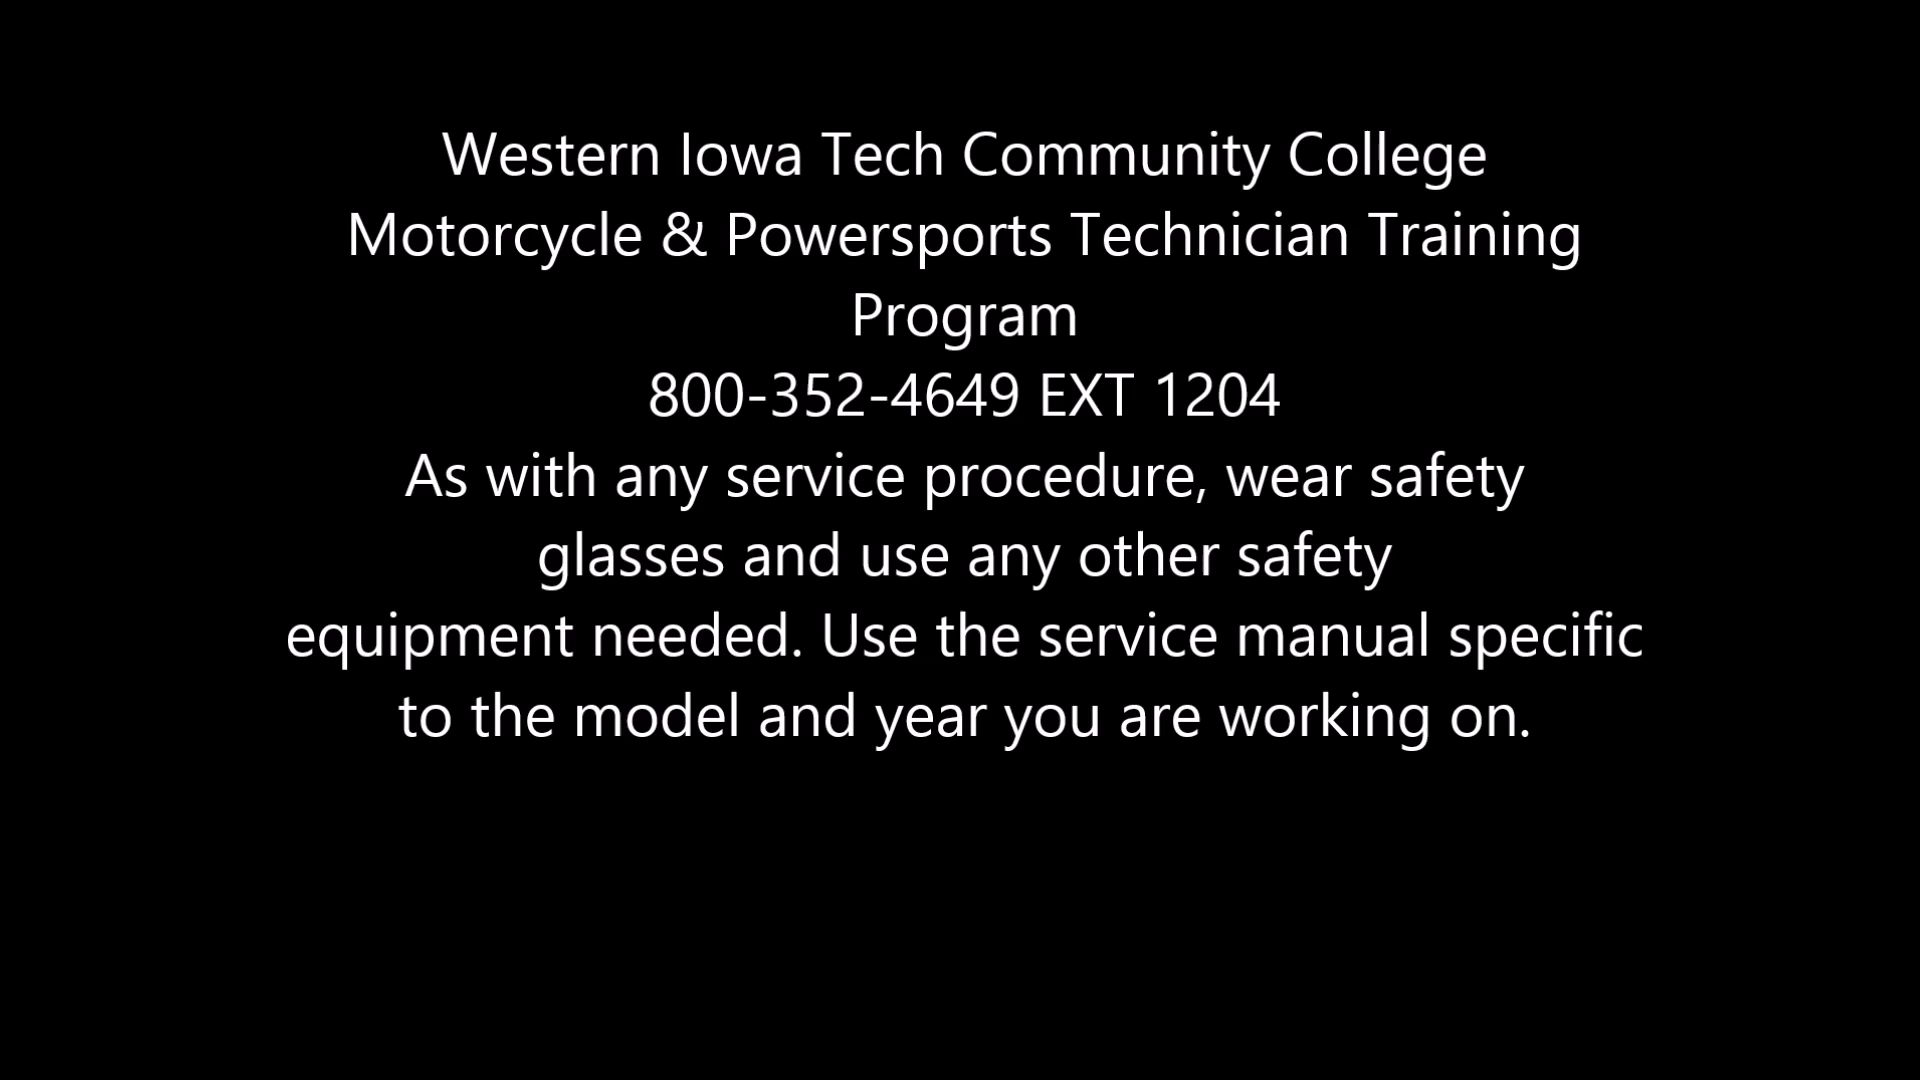 Western Iowa Tech Community College
Motorcycle & Powersports Technician Training
Program
800-352-4649 EXT 1204
As with any service procedure, wear safety
glasses and use any other safety
equipment needed. Use the service manual specific
to the model and year you are working on.